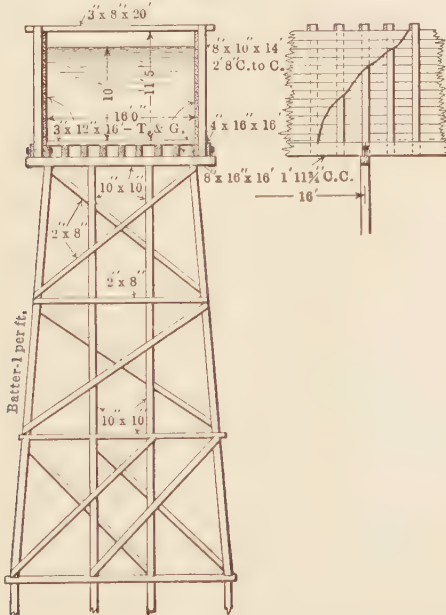 3"x 8"x 20'
8"x 10"x 14'
2' 8"C. to C.
10'
11' 5"
16' 0"
3"x 12"x 16'– T. & G.
4"x 16"x 16'
8"x 16"x 16' 1' 11¾"C.C.
16'
10"x 10"
2"x 8"
2"x 8"
Batter-1"per ft.
10"x 10"